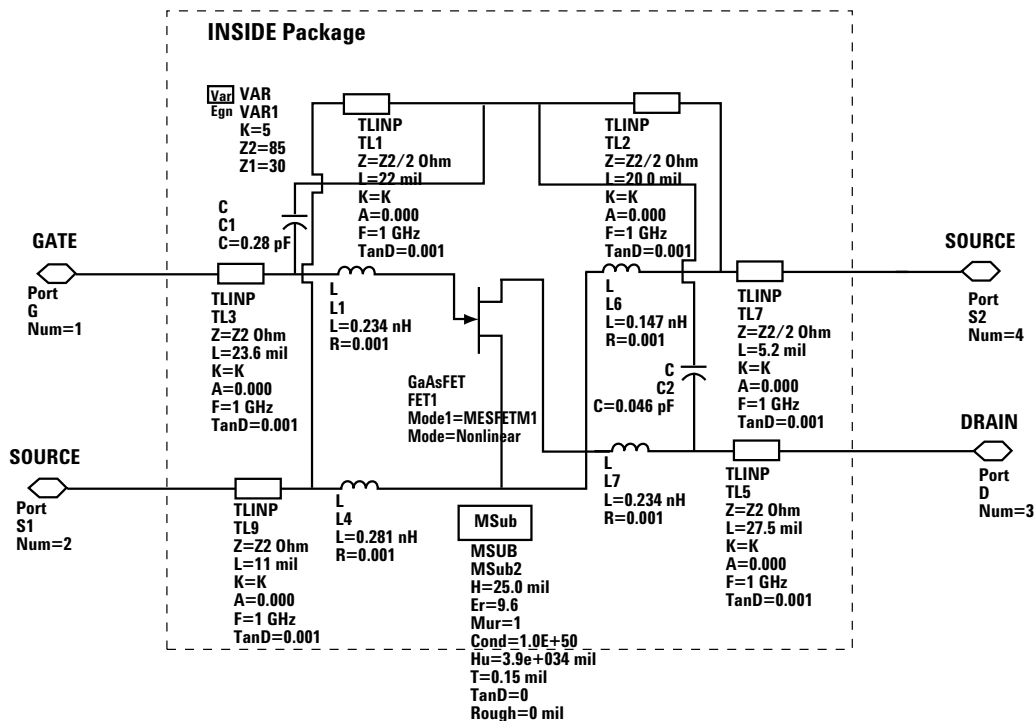 INSIDE Package
Var
Egn
VAR
VAR1
K=5
Z2=85
Z1=30
TLINP
TL1
Z=Z2/2 Ohm
L=22 mil
K=K
A=0.000
F=1 GHz
TanD=0.001
TLINP
TL2
Z=Z2/2 Ohm
L=20.0 mil
K=K
A=0.000
F=1 GHz
TanD=0.001
C
C1
C=0.28 pF
GATE
Port
G
Num=1
TLINP
TL3
Z=Z2 Ohm
L=23.6 mil
K=K
A=0.000
F=1 GHz
TanD=0.001
L
L1
L=0.234 nH
R=0.001
GaAsFET
FET1
Mode1=MESFETM1
Mode=Nonlinear
L
L6
L=0.147 nH
R=0.001
C
C2
C=0.046 pF
TLINP
TL7
Z=Z2/2 Ohm
L=5.2 mil
K=K
A=0.000
F=1 GHz
TanD=0.001
SOURCE
Port
S2
Num=4
SOURCE
Port
S1
Num=2
TLINP
TL9
Z=Z2 Ohm
L=11 mil
K=K
A=0.000
F=1 GHz
TanD=0.001
L
L4
L=0.281 nH
R=0.001
MSub
MSUB
MSub2
H=25.0 mil
Er=9.6
Mur=1
Cond=1.0E+50
Hu=3.9e+034 mil
T=0.15 mil
TanD=0
Rough=0 mil
L
L7
L=0.234 nH
R=0.001
TLINP
TL5
Z=Z2 Ohm
L=27.5 mil
K=K
A=0.000
F=1 GHz
TanD=0.001
DRAIN
Port
D
Num=3